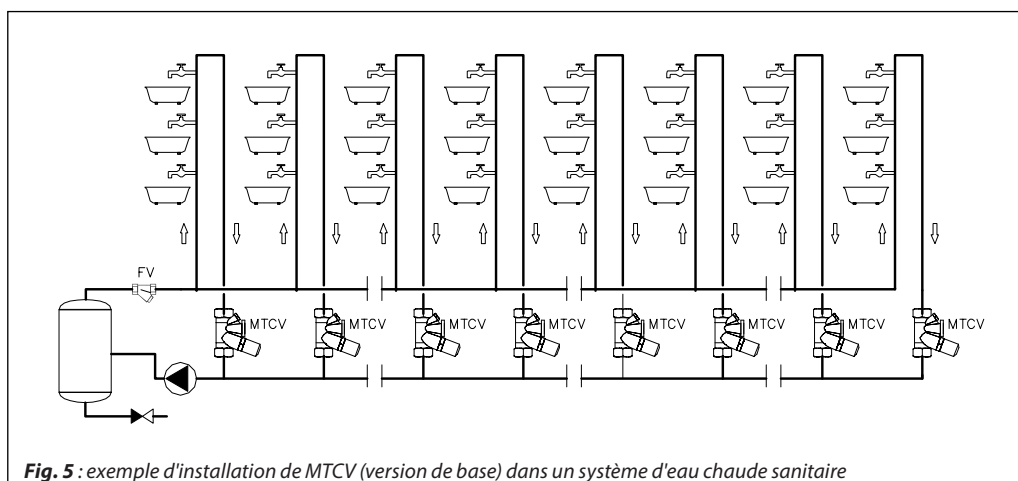 FV
MTCV
MTCV
MTCV
MTCV
MTCV
MTCV
MTCV
MTCV
Fig. 5 : exemple d'installation de MTCV (version de base) dans un système d'eau chaude sanitaire